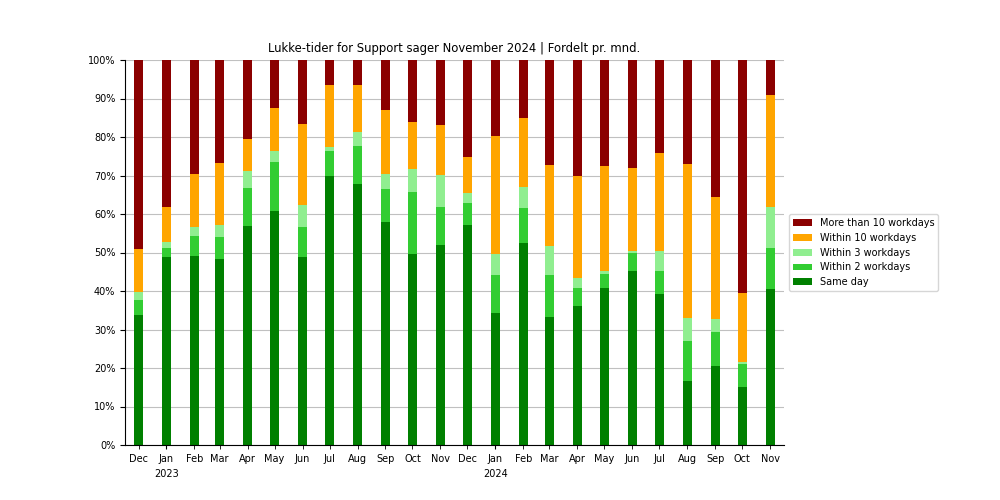 Lukke-tider for Support sager November 2024 | Fordelt pr. mnd.
100%
90%
80%
70%
60%
50%
40%
30%
20%
10%
0%
More than 10 workdays
Within 10 workdays
Within 3 workdays
Within 2 workdays
Same day
Dec Jan Feb Mar Apr May Jun Jul Aug Sep Oct Nov Dec Jan Feb Mar Apr May Jun Jul Aug Sep Oct Nov
2023 2024